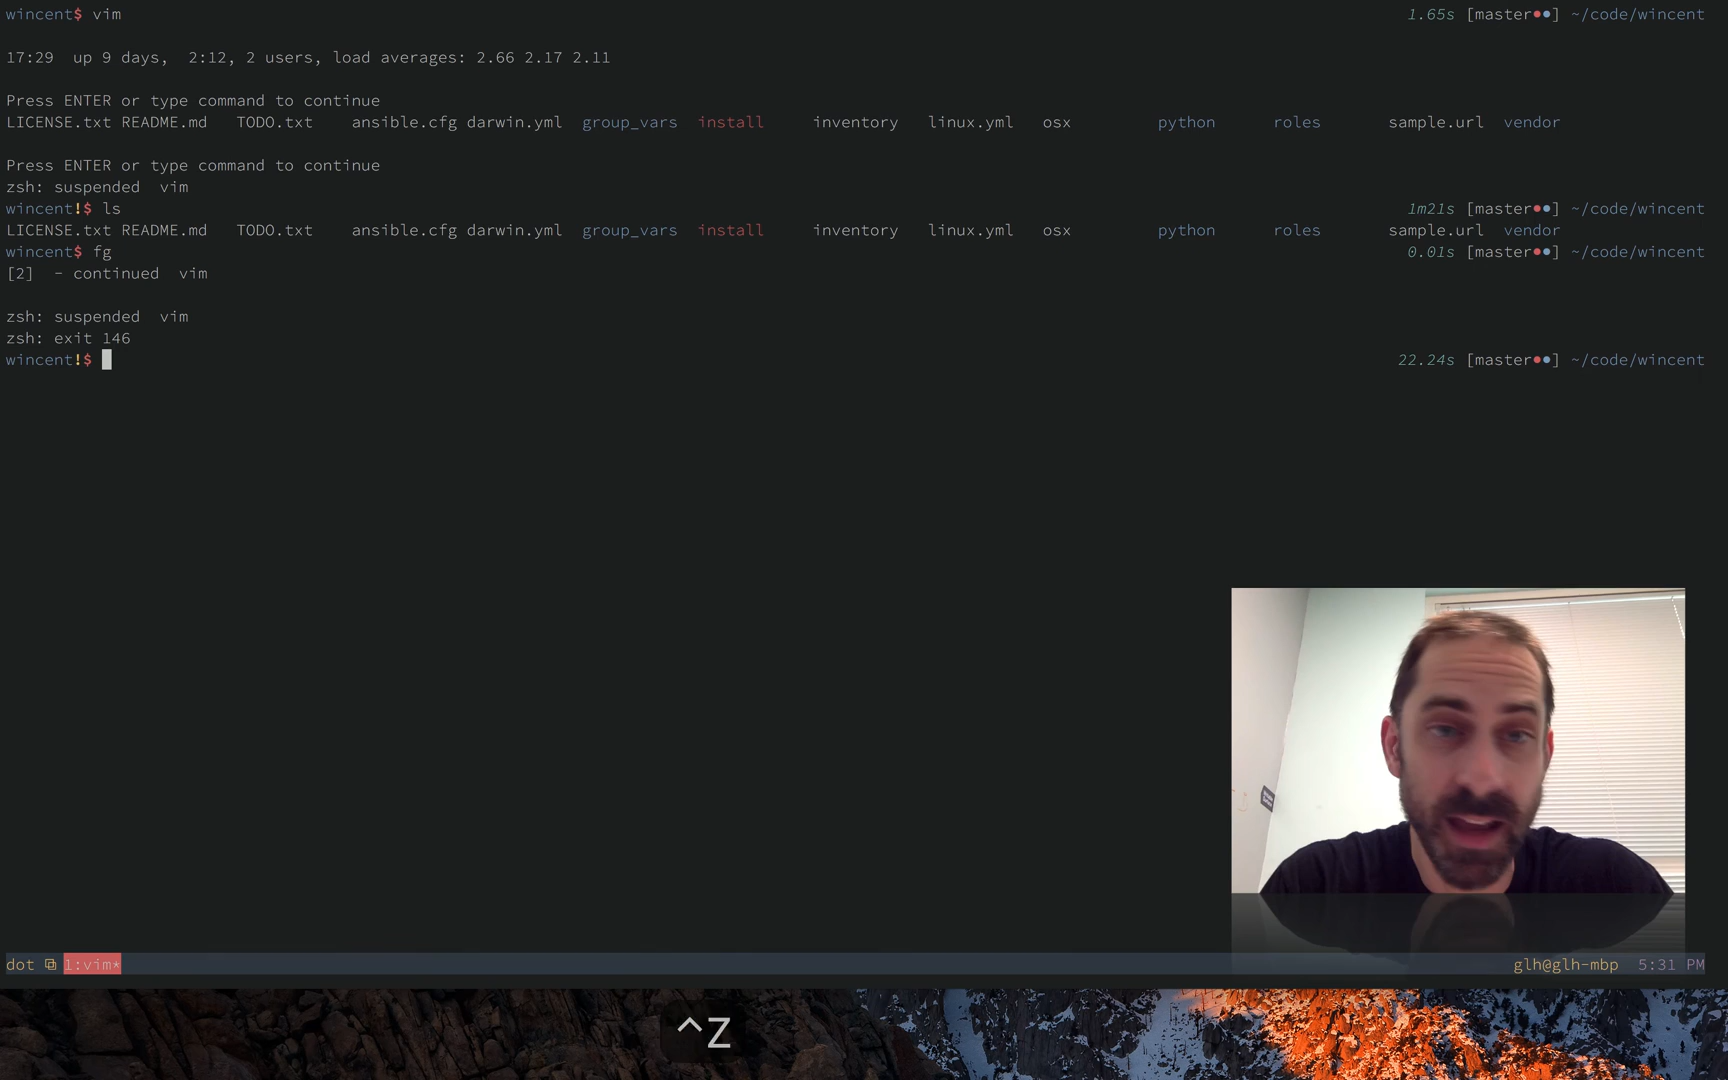 wincent$ vim 1.65s [master●●] ~/code/wincent
17:29 up 9 days, 2:12, 2 users, load averages: 2.66 2.17 2.11
Press ENTER or type command to continue
LICENSE.txt README.md TODO.txt ansible.cfg darwin.yml group_vars install inventory linux.yml osx python roles sample.url vendor
Press ENTER or type command to continue
zsh: suspended vim
wincent!$ ls 1m21s [master●●] ~/code/wincent
LICENSE.txt README.md TODO.txt ansible.cfg darwin.yml group_vars install inventory linux.yml osx python roles sample.url vendor
wincent$ fg 0.01s [master●●] ~/code/wincent
[2] - continued vim
zsh: suspended vim
zsh: exit 146
wincent!$ 22.24s [master●●] ~/code/wincent
dot 1:vim* glh@glh-mbp 5:31 PM
^Z